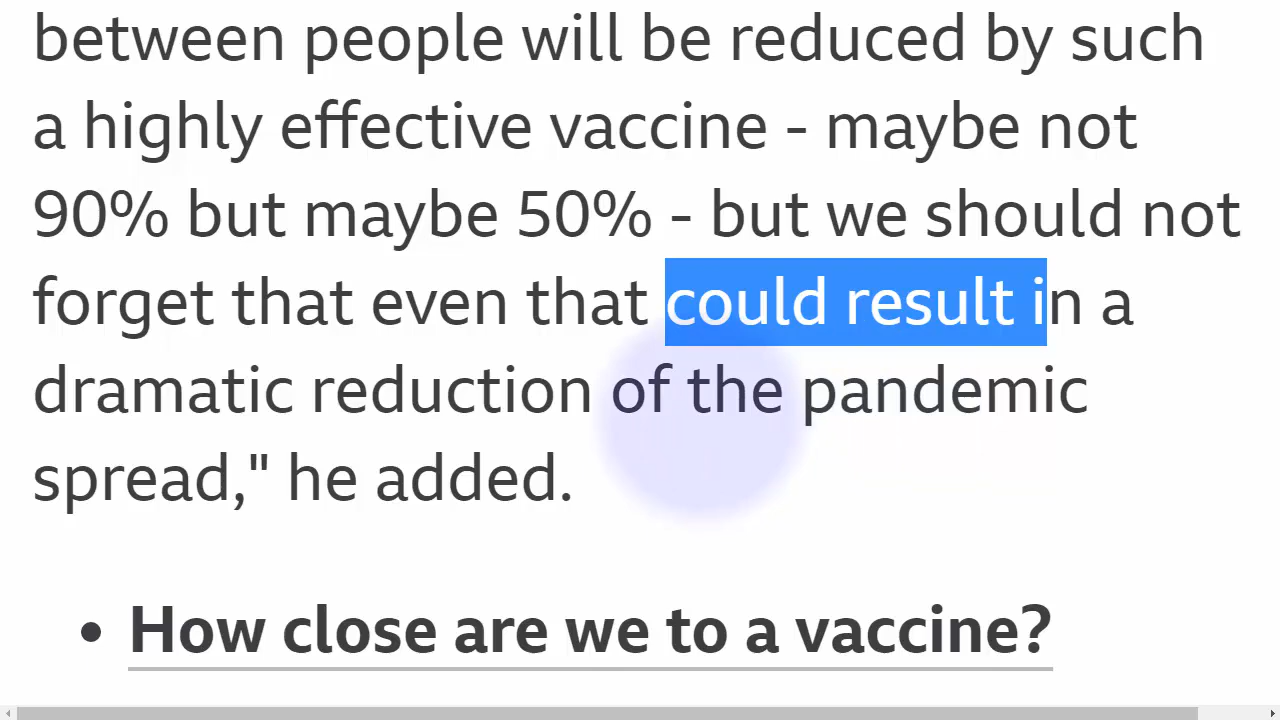 between people will be reduced by such
a highly effective vaccine - maybe not
90% but maybe 50% - but we should not
forget that even that could result in a
dramatic reduction of the pandemic
spread," he added.
• How close are we to a vaccine?